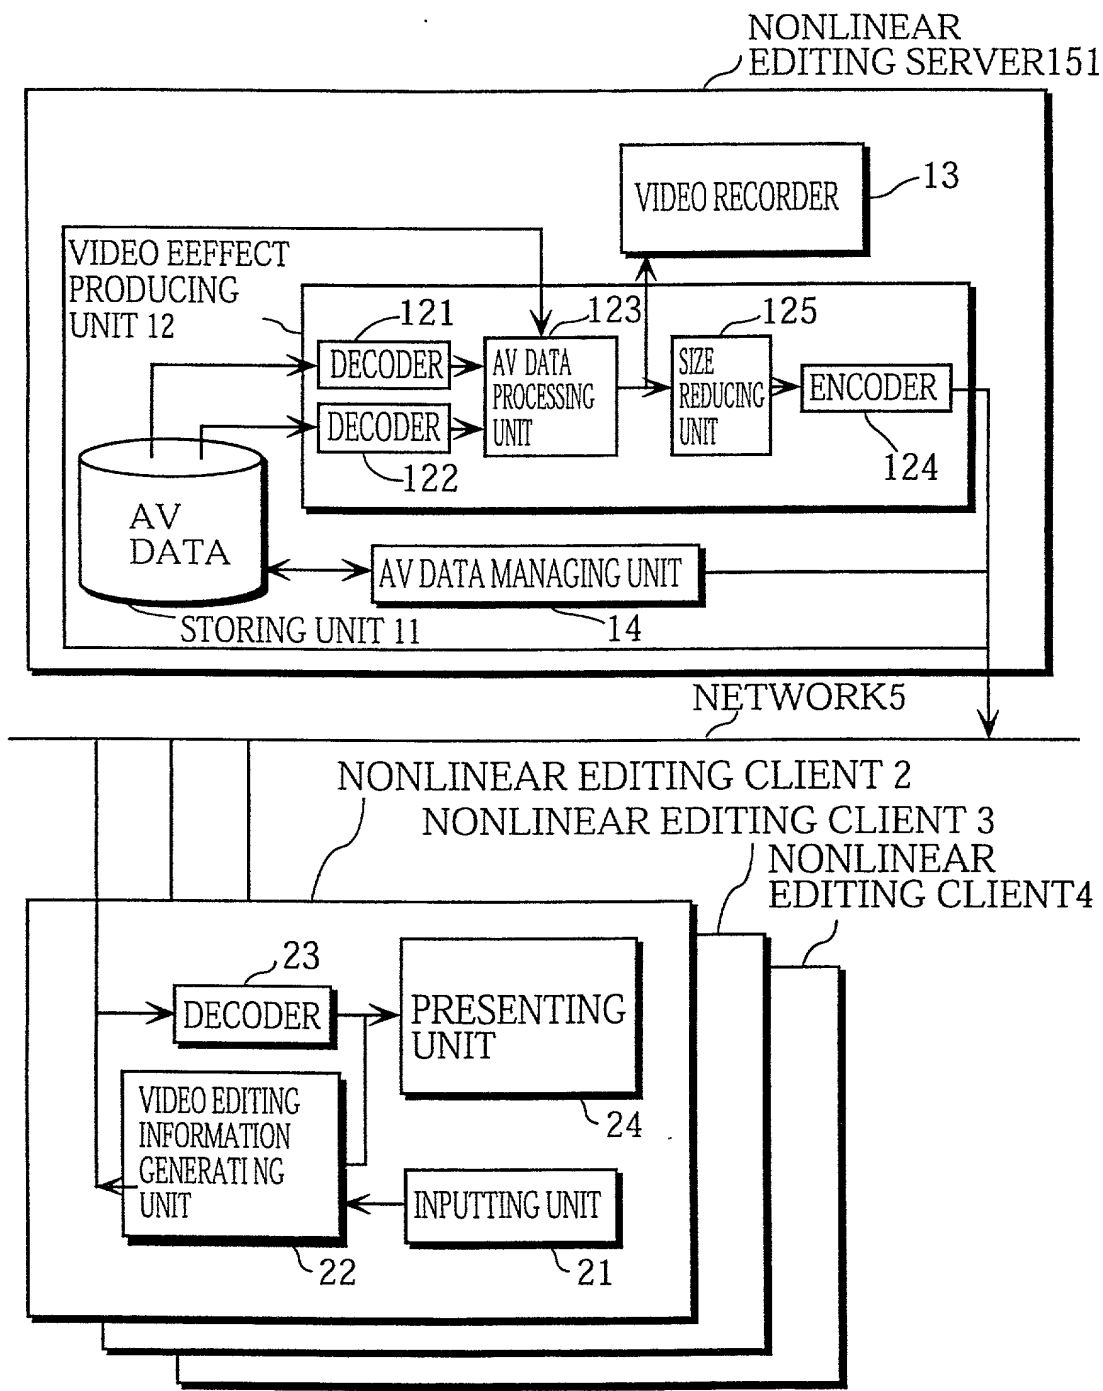 NONLINEAR
EDITING SERVER151
VIDEO RECORDER
13
VIDEO EEFFECT
PRODUCING
UNIT 12
121
123
125
DECODER
AV DATA
PROCESSING
UNIT
SIZE
REDUCING
UNIT
ENCODER
DECODER
122
124
AV
DATA
AV DATA MANAGING UNIT
STORING UNIT 11
14
NETWORK5
NONLINEAR EDITING CLIENT 2
NONLINEAR EDITING CLIENT 3
NONLINEAR
EDITING CLIENT4
23
DECODER
PRESENTING
UNIT
VIDEO EDITING
INFORMATION
GENERATING
UNIT
24
INPUTTING UNIT
22
21